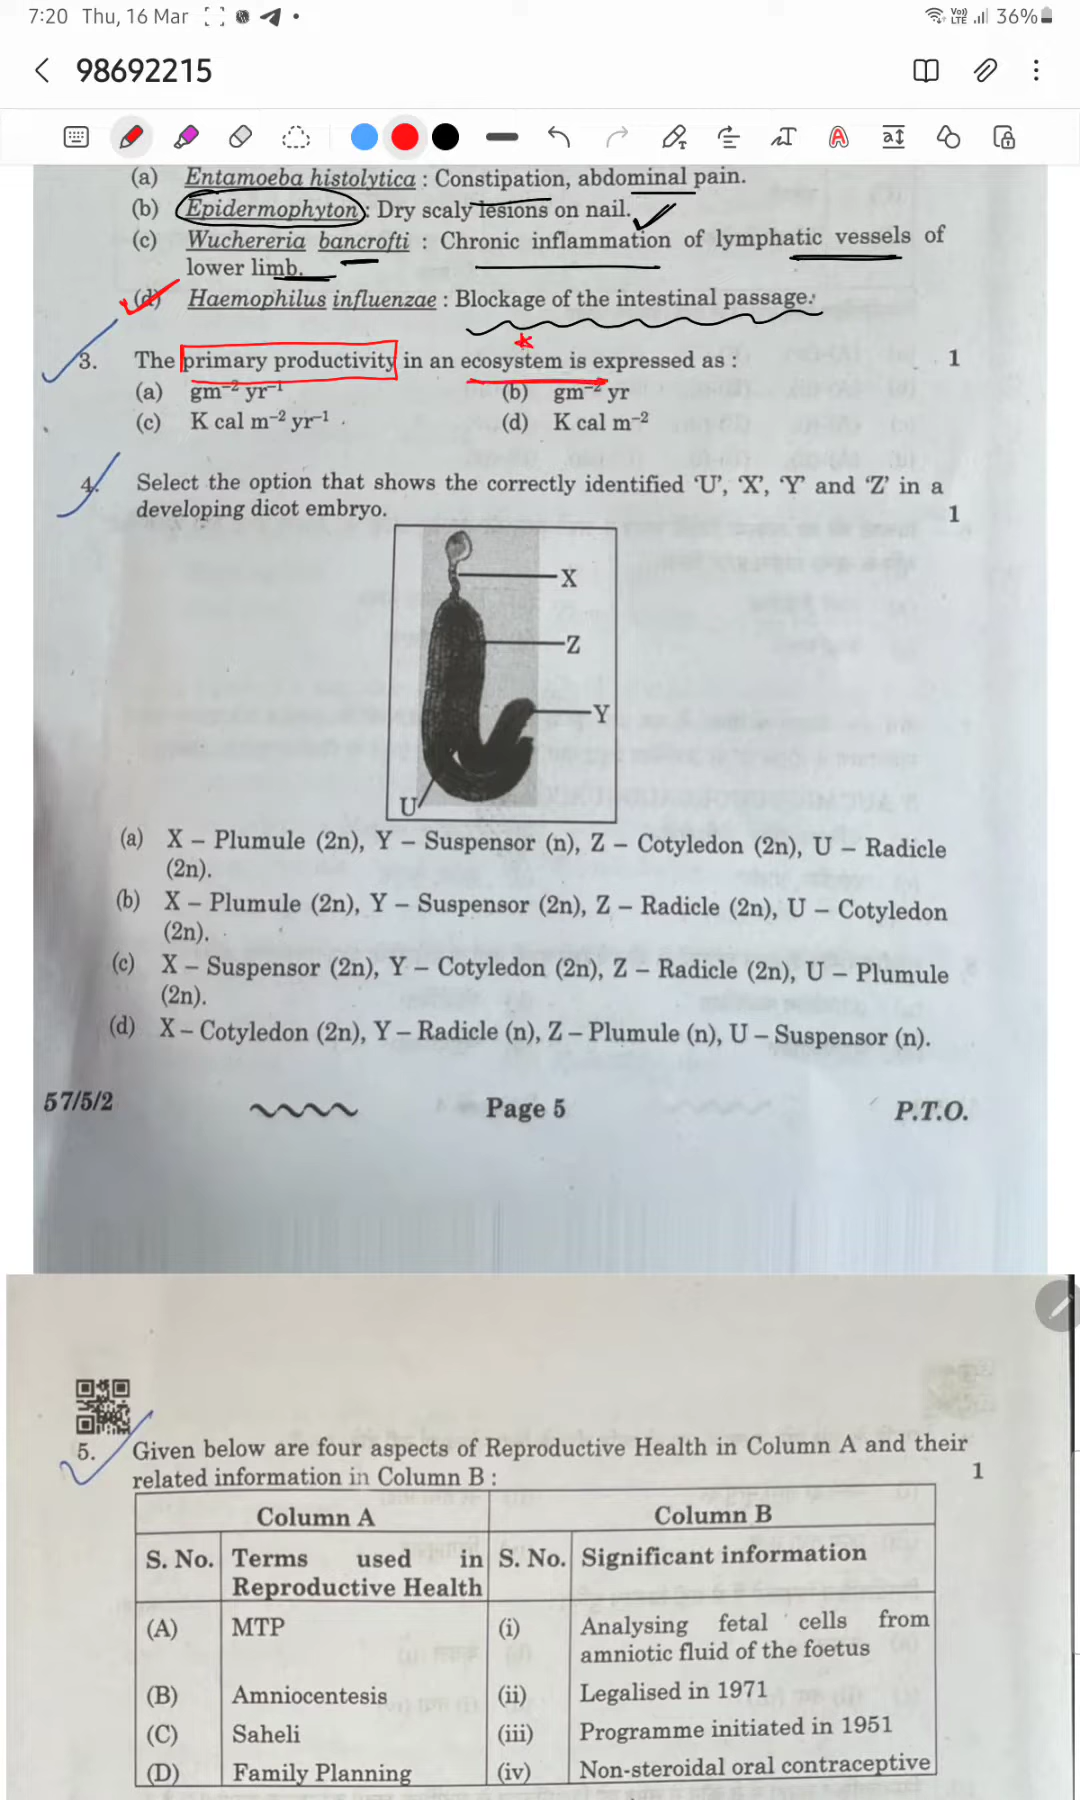 7:20 Thu, 16 Mar 36%
98692215
(a) Entamoeba histolytica : Constipation, abdominal pain.
(b) Epidermophyton : Dry scaly lesions on nail.
(c) Wuchereria bancrofti : Chronic inflammation of lymphatic vessels of
lower limb.
(d) Haemophilus influenzae : Blockage of the intestinal passage.
3. The primary productivity in an ecosystem is expressed as : 1
(a) gm⁻² yr⁻¹ (b) gm⁻² yr
(c) K cal m⁻² yr⁻¹ (d) K cal m⁻²
4. Select the option that shows the correctly identified ‘U’, ‘X’, ‘Y’ and ‘Z’ in a
developing dicot embryo. 1
X
Z
Y
U
(a) X – Plumule (2n), Y – Suspensor (n), Z – Cotyledon (2n), U – Radicle
(2n).
(b) X – Plumule (2n), Y – Suspensor (2n), Z – Radicle (2n), U – Cotyledon
(2n).
(c) X – Suspensor (2n), Y – Cotyledon (2n), Z – Radicle (2n), U – Plumule
(2n).
(d) X – Cotyledon (2n), Y – Radicle (n), Z – Plumule (n), U – Suspensor (n).
57/5/2 Page 5 P.T.O.
5. Given below are four aspects of Reproductive Health in Column A and their
related information in Column B : 1
Column A Column B
S. No. Terms used in S. No. Significant information
Reproductive Health
(A) MTP (i) Analysing fetal cells from
amniotic fluid of the foetus
(B) Amniocentesis (ii) Legalised in 1971
(C) Saheli (iii) Programme initiated in 1951
(D) Family Planning (iv) Non-steroidal oral contraceptive